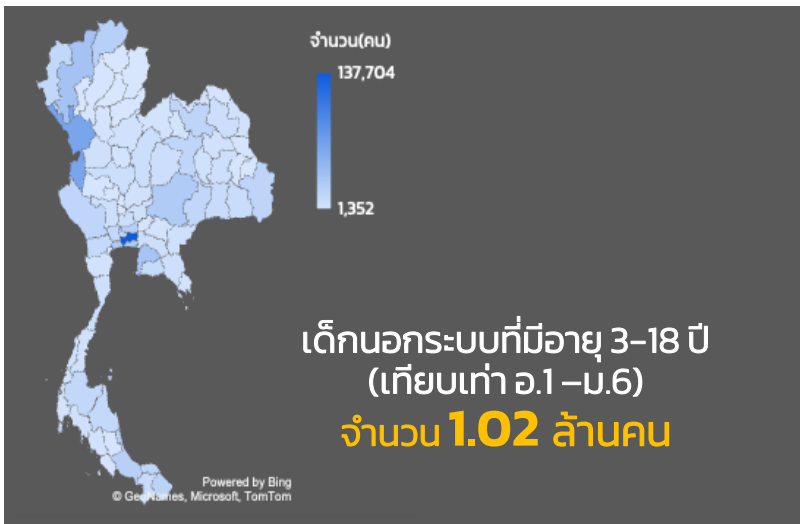 จำนวน(คน)
137,704
1,352
เด็กนอกระบบที่มีอายุ 3-18 ปี
(เทียบเท่า อ.1 –ม.6)
จำนวน 1.02 ล้านคน
Powered by Bing
© GeoNames, Microsoft, TomTom